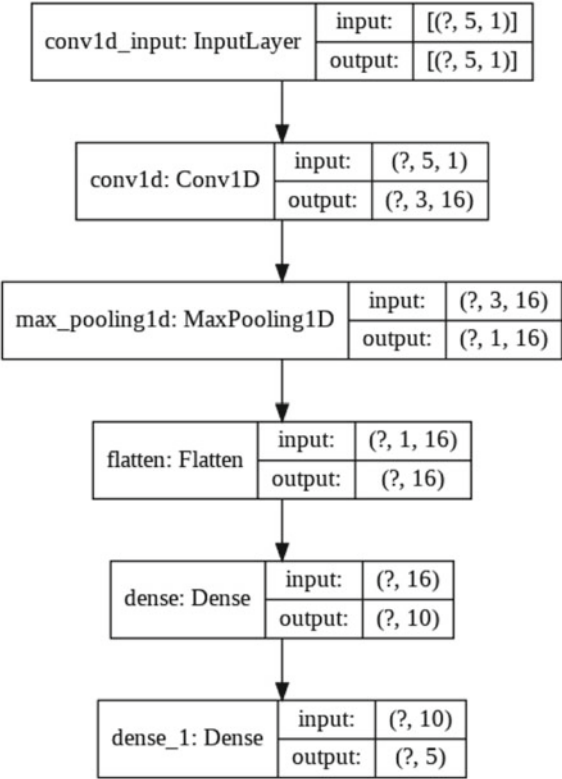 conv1d_input: InputLayer
input: [(?, 5, 1)]
output: [(?, 5, 1)]
conv1d: Conv1D
input: (?, 5, 1)
output: (?, 3, 16)
max_pooling1d: MaxPooling1D
input: (?, 3, 16)
output: (?, 1, 16)
flatten: Flatten
input: (?, 1, 16)
output: (?, 16)
dense: Dense
input: (?, 16)
output: (?, 10)
dense_1: Dense
input: (?, 10)
output: (?, 5)